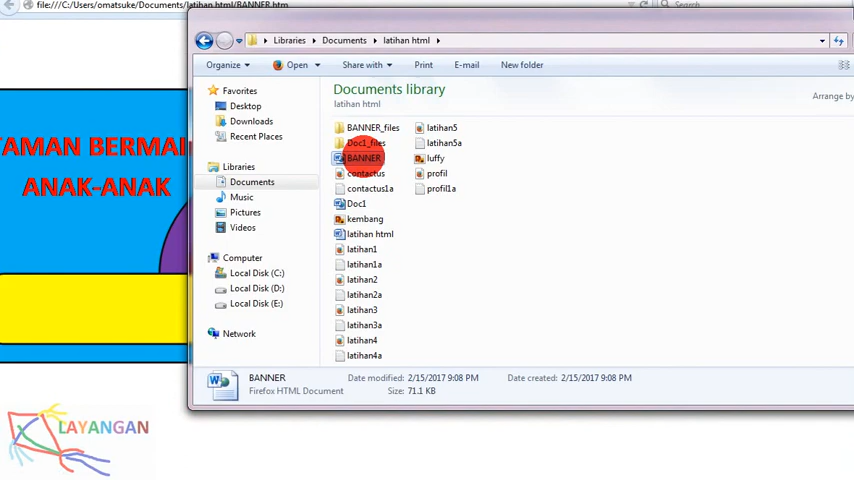 file:///C:/Users/omatsuke/Documents/latihan html/BANNER.htm
Search
Libraries
Documents
latihan html
Organize
Open
Share with
Print
E-mail
New folder
Documents library
latihan html
Arrange by
Favorites
Desktop
Downloads
Recent Places
Libraries
Documents
Music
Pictures
Videos
Computer
Local Disk (C:)
Local Disk (D:)
Local Disk (E:)
Network
BANNER_files
Doc1_files
BANNER
contactus
contactus1a
Doc1
kembang
latihan html
latihan1
latihan1a
latihan2
latihan2a
latihan3
latihan3a
latihan4
latihan4a
latihan5
latihan5a
luffy
profil
profil1a
BANNER
Firefox HTML Document
Date modified: 2/15/2017 9:08 PM
Size: 71.1 KB
Date created: 2/15/2017 9:08 PM
TAMAN BERMAI
ANAK-ANAK
LAYANGAN